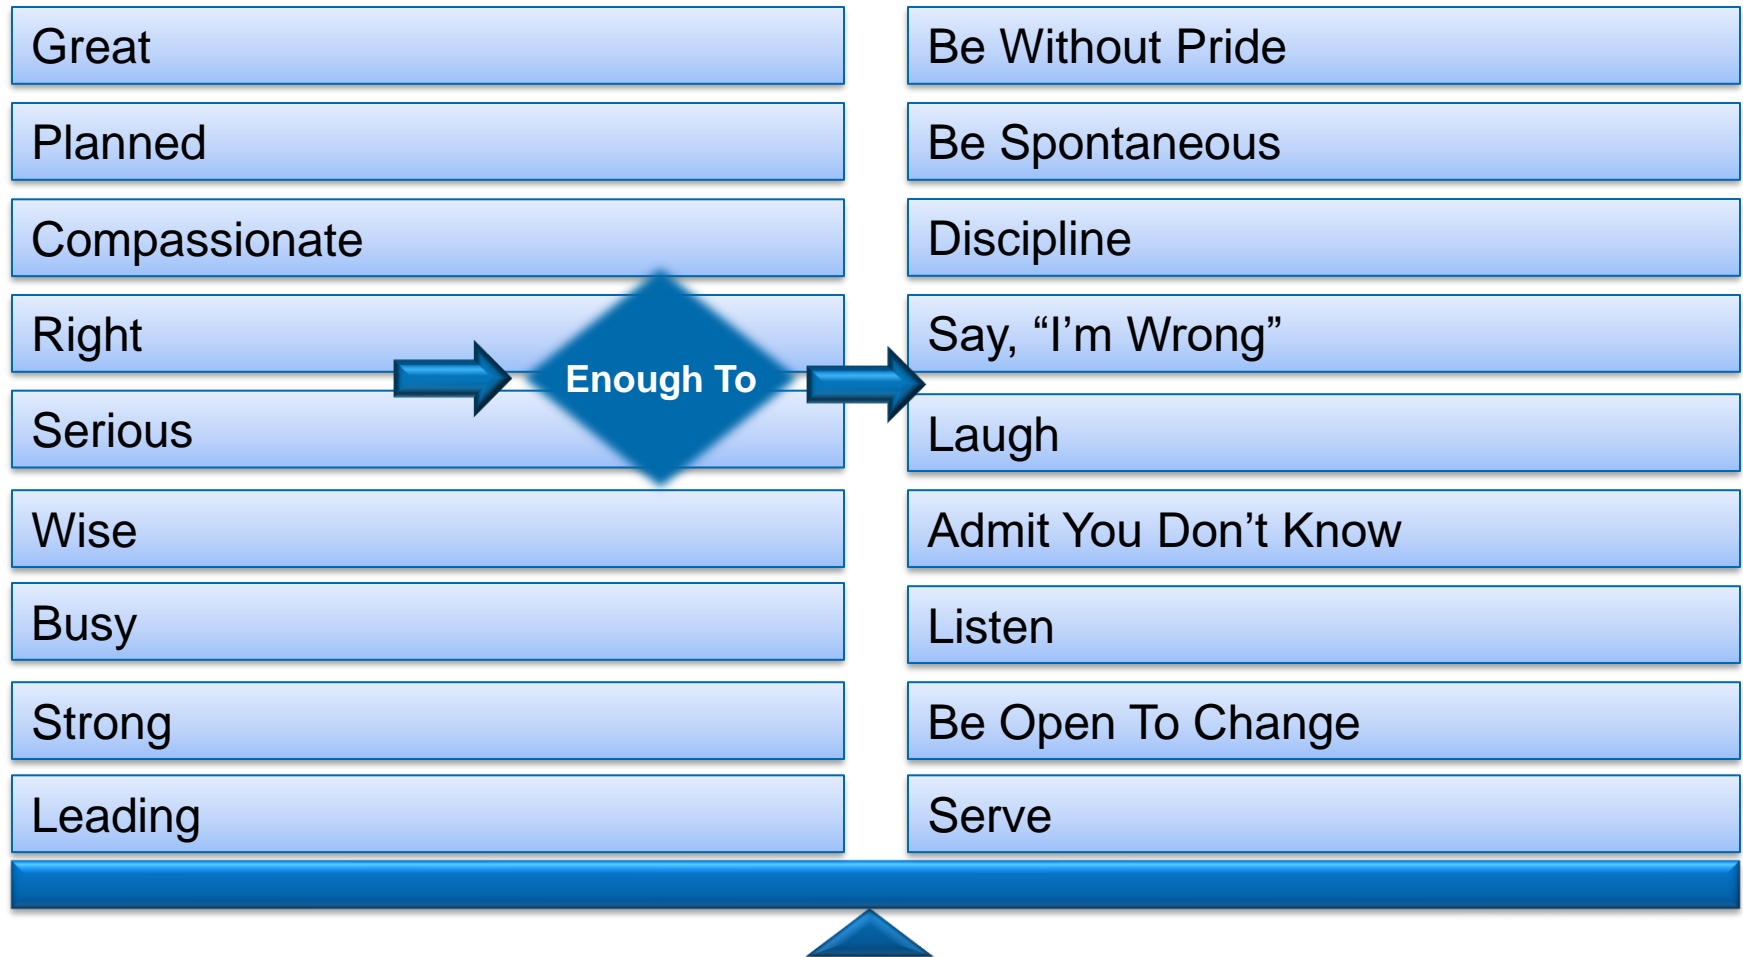 Great
Be Without Pride
Planned
Be Spontaneous
Compassionate
Discipline
Right
Say, “I’m Wrong”
Enough To
Serious
Laugh
Wise
Admit You Don’t Know
Busy
Listen
Strong
Be Open To Change
Leading
Serve